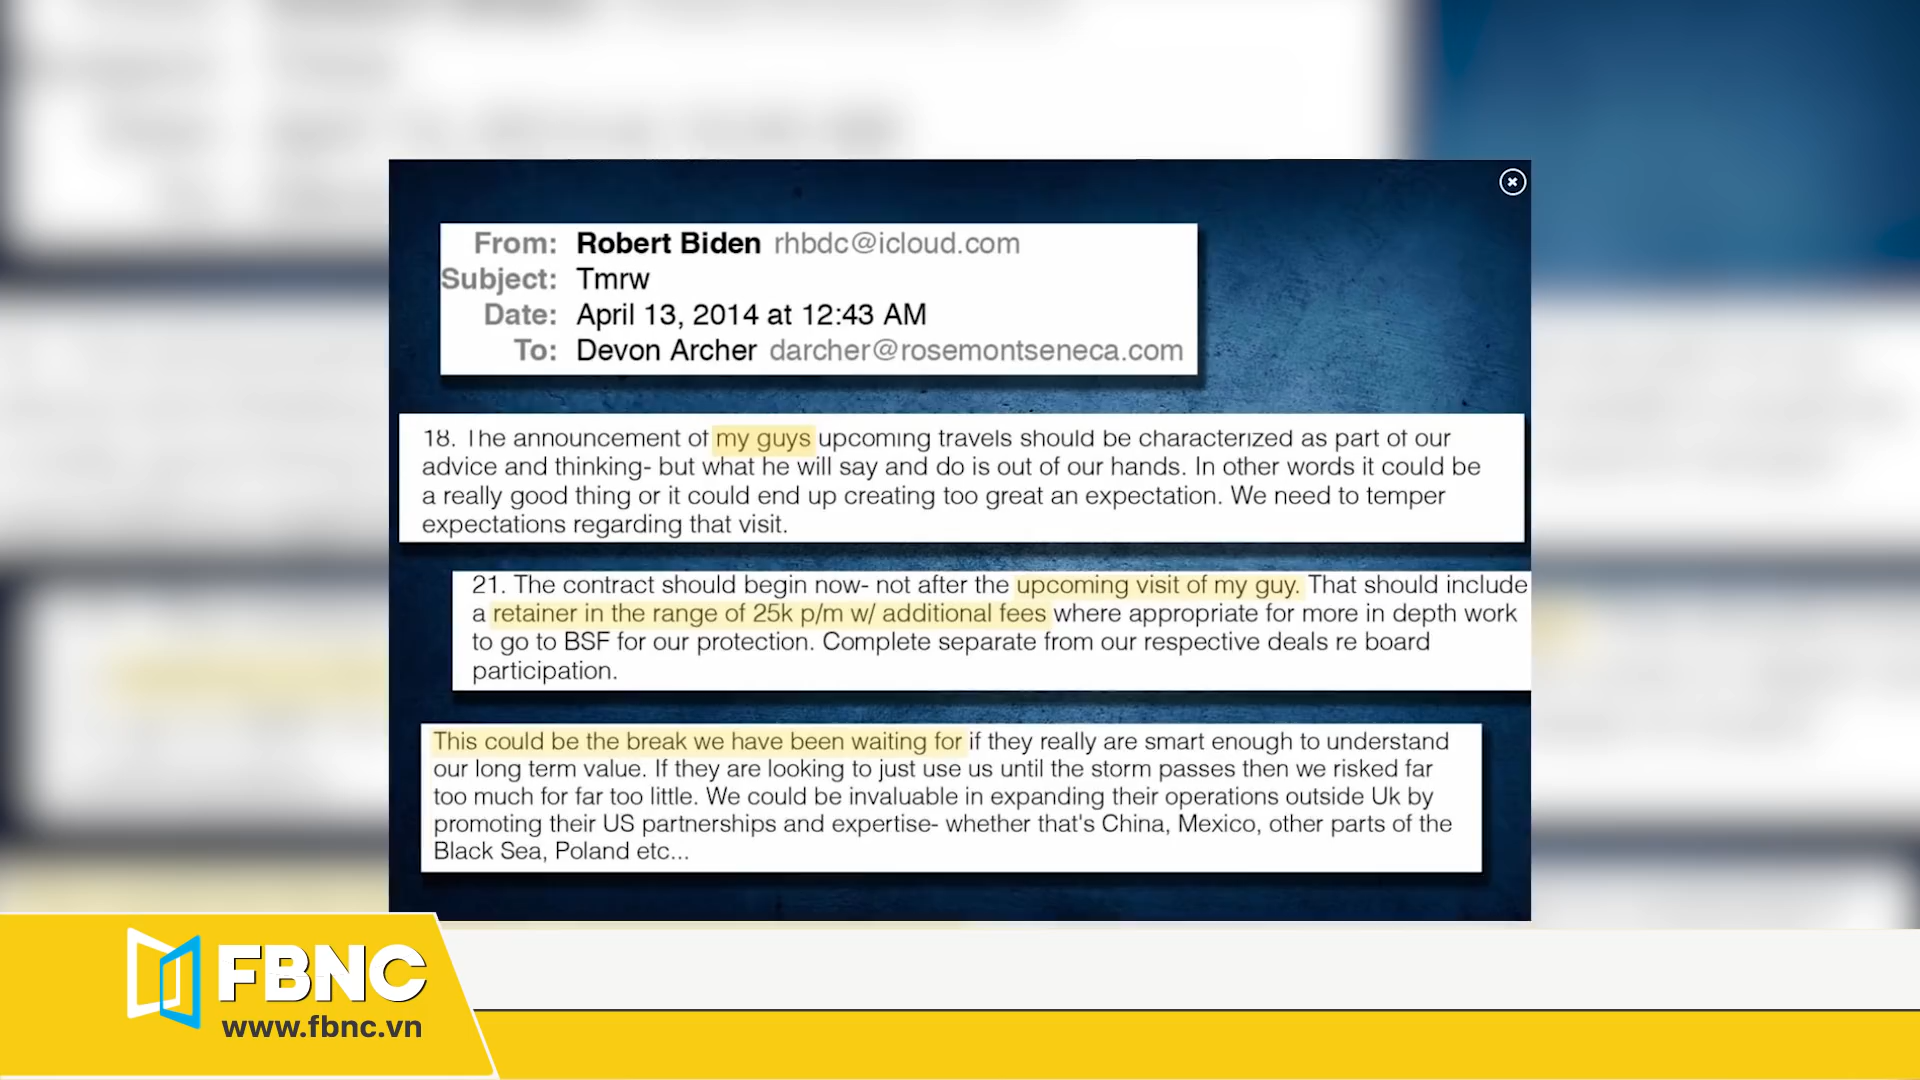 From: Robert Biden rhbdc@icloud.com
Subject: Tmrw
Date: April 13, 2014 at 12:43 AM
To: Devon Archer darcher@rosemontseneca.com
18. The announcement of my guys upcoming travels should be characterized as part of our
advice and thinking- but what he will say and do is out of our hands. In other words it could be
a really good thing or it could end up creating too great an expectation. We need to temper
expectations regarding that visit.
21. The contract should begin now- not after the upcoming visit of my guy. That should include
a retainer in the range of 25k p/m w/ additional fees where appropriate for more in depth work
to go to BSF for our protection. Complete separate from our respective deals re board
participation.
This could be the break we have been waiting for if they really are smart enough to understand
our long term value. If they are looking to just use us until the storm passes then we risked far
too much for far too little. We could be invaluable in expanding their operations outside Uk by
promoting their US partnerships and expertise- whether that's China, Mexico, other parts of the
Black Sea, Poland etc...
FBNC
www.fbnc.vn